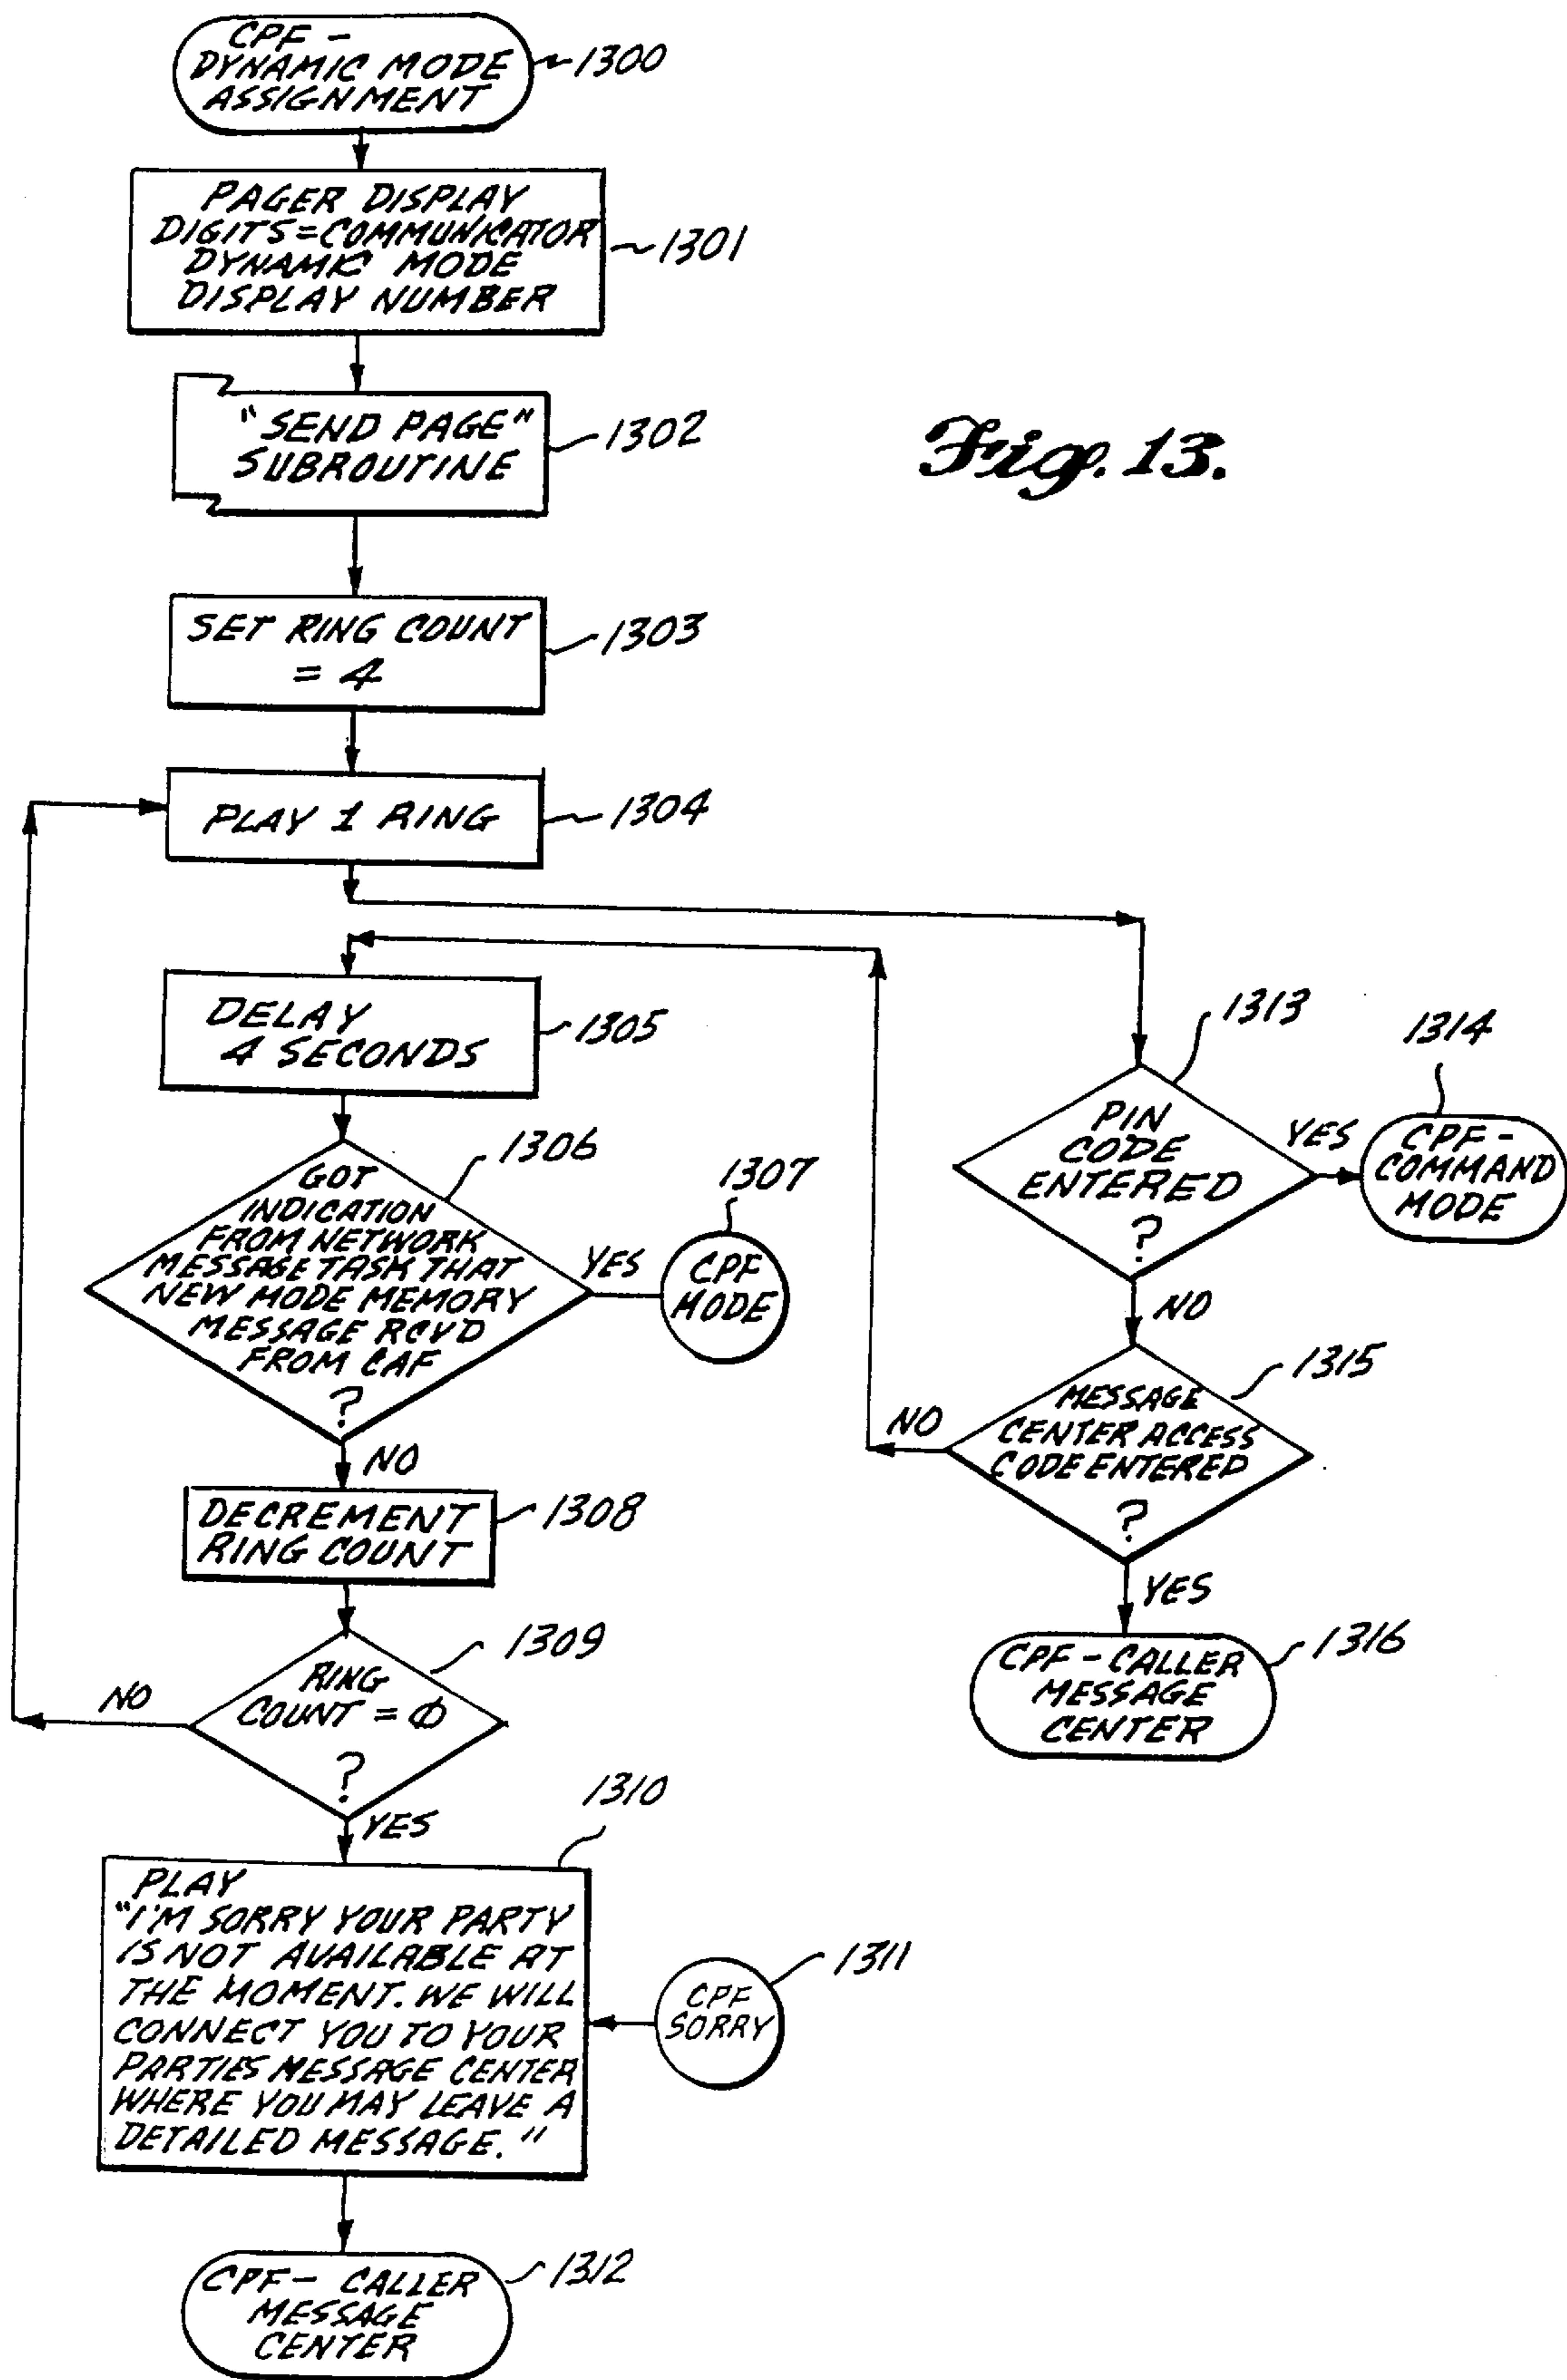 CPF -
DYNAMIC MODE
ASSIGNMENT
1300
PAGER DISPLAY
DIGITS=COMMUNICATOR
DYNAMIC MODE
DISPLAY NUMBER
1301
"SEND PAGE"
SUBROUTINE
1302
Fig. 13.
SET RING COUNT
= 4
1303
PLAY 1 RING
1304
DELAY
4 SECONDS
1305
GOT
INDICATION
FROM NETWORK
MESSAGE TASK THAT
NEW MODE MEMORY
MESSAGE RCVD
FROM CAF
?
1306
YES
CPF
MODE
1307
NO
DECREMENT
RING COUNT
1308
RING
COUNT = Φ
?
1309
NO
YES
PLAY
"I'M SORRY YOUR PARTY
IS NOT AVAILABLE AT
THE MOMENT. WE WILL
CONNECT YOU TO YOUR
PARTIES MESSAGE CENTER
WHERE YOU MAY LEAVE A
DETAILED MESSAGE."
1310
CPF
SORRY
1311
CPF - CALLER
MESSAGE
CENTER
1312
PIN
CODE
ENTERED
?
1313
YES
CPF -
COMMAND
MODE
1314
NO
MESSAGE
CENTER ACCESS
CODE ENTERED
?
1315
NO
YES
CPF - CALLER
MESSAGE
CENTER
1316